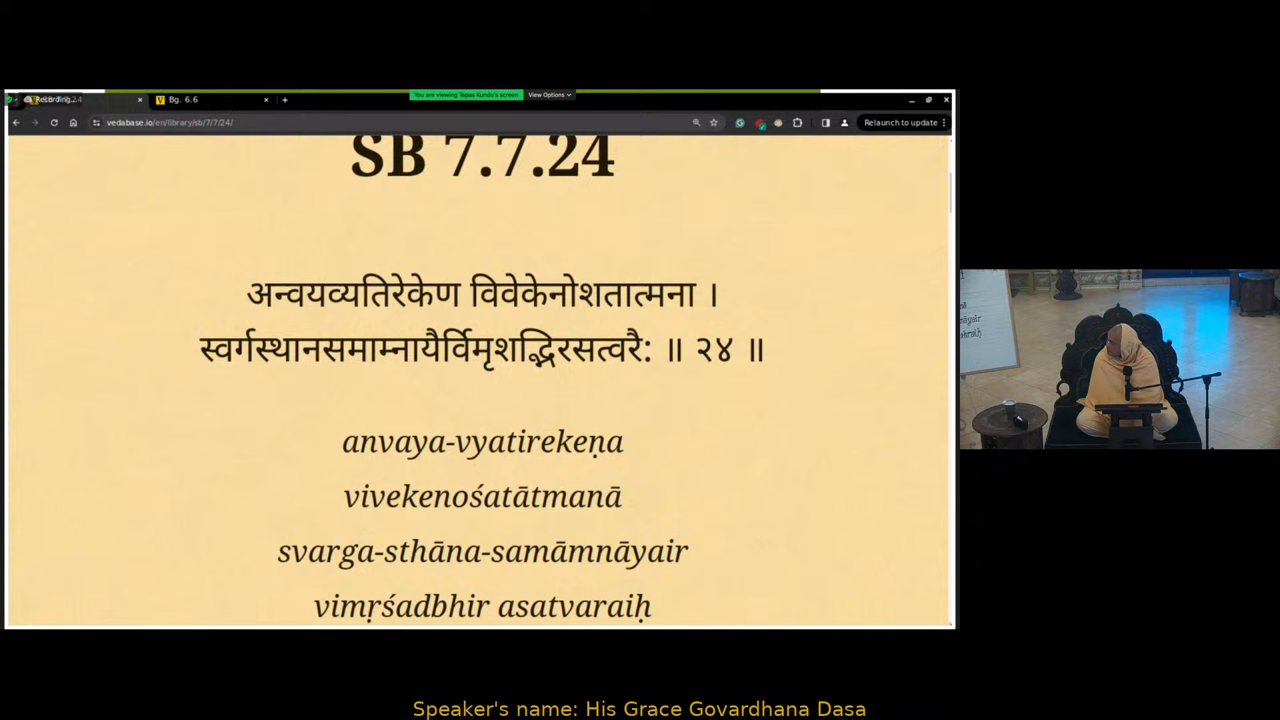 Recording...
Bg. 6.6
You are viewing Tapas Kundu's screen
View Options
vedabase.io/en/library/sb/7/7/24/
Relaunch to update
SB 7.7.24
अन्वयव्यतिरेकेण विवेकेनोशतात्मना ।
स्वर्गस्थानसमाम्नायैर्विमृशद्भिरसत्वरै: ॥ २४ ॥
anvaya-vyatirekeṇa
vivekenośatātmanā
svarga-sthāna-samāmnāyair
vimṛśadbhir asatvaraiḥ
nāyair
araiḥ
Speaker's name: His Grace Govardhana Dasa